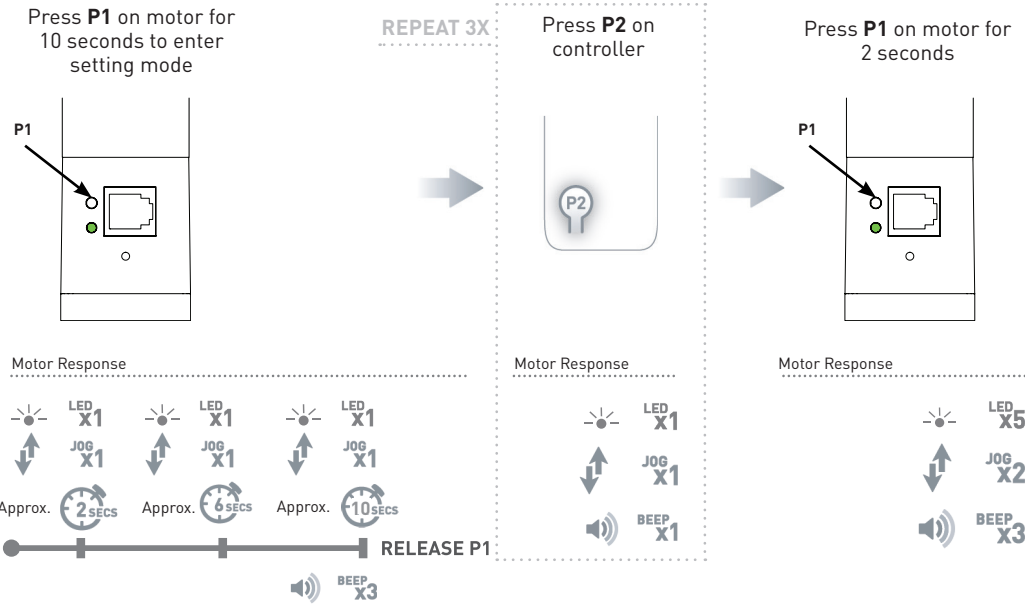 Press P1 on motor for
10 seconds to enter
setting mode
P1
REPEAT 3X
Press P2 on
controller
P2
Press P1 on motor for
2 seconds
P1
Motor Response
LED x1
LED x1
LED x1
JOG x1
JOG x1
JOG x1
Approx. 2 SECS
Approx. 6 SECS
Approx. 10 SECS
RELEASE P1
BEEP x3
Motor Response
LED x1
JOG x1
BEEP x1
Motor Response
LED x5
JOG x2
BEEP x3